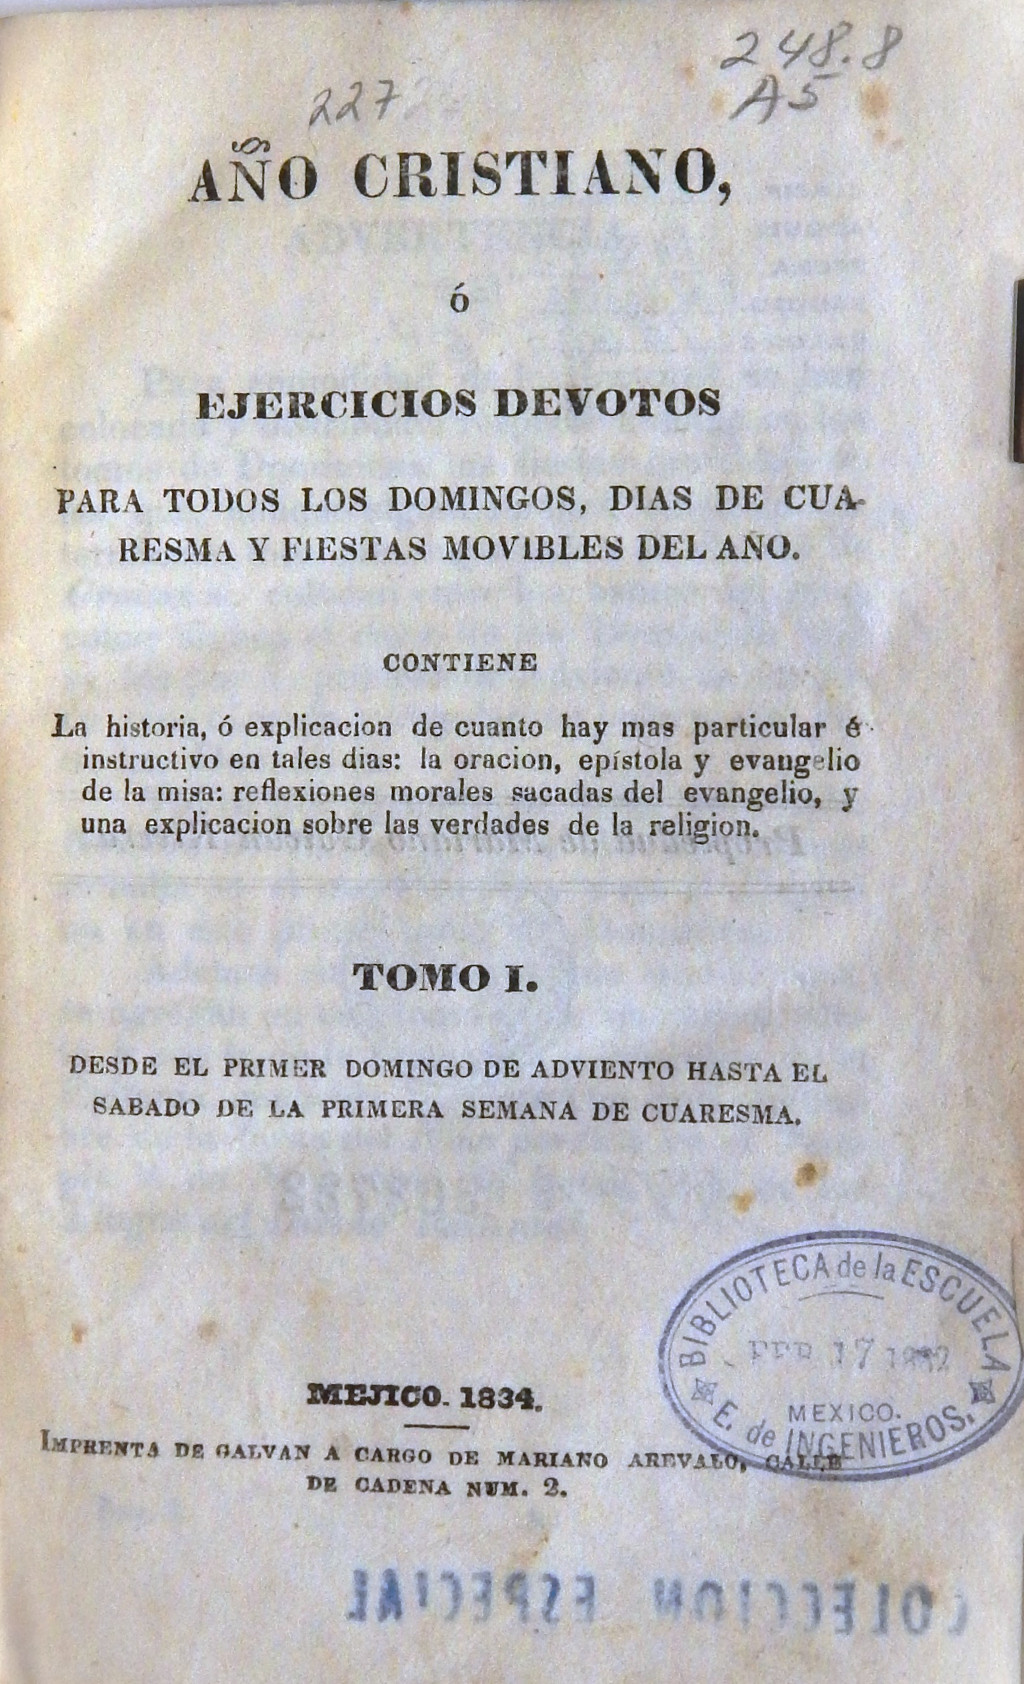 248.8
A5
227
AÑO CRISTIANO,
ó
EJERCICIOS DEVOTOS
PARA TODOS LOS DOMINGOS, DIAS DE CUA-
RESMA Y FIESTAS MOVIBLES DEL AÑO.
CONTIENE
La historia, ó explicacion de cuanto hay mas particular é
instructivo en tales dias: la oracion, epístola y evangelio
de la misa: reflexiones morales sacadas del evangelio, y
una explicacion sobre las verdades de la religion.
TOMO I.
DESDE EL PRIMER DOMINGO DE ADVIENTO HASTA EL
SABADO DE LA PRIMERA SEMANA DE CUARESMA.
BIBLIOTECA de la ESCUELA
FEB 17
MEXICO.
E. de INGENIEROS.
MEJICO. 1834.
IMPRENTA DE GALVAN A CARGO DE MARIANO AREVALO, CALLE
DE CADENA NUM. 2.
COLECCION ESPECIAL